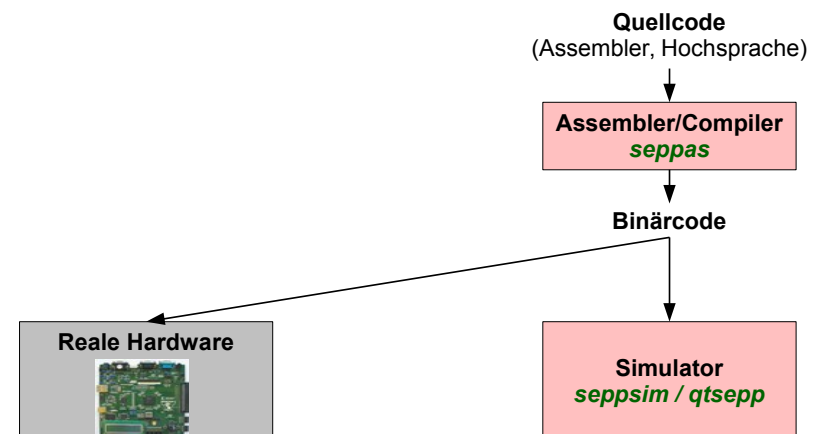 Quellcode
(Assembler, Hochsprache)
Assembler/Compiler
seppas
Binärcode
Reale Hardware
Simulator
seppsim / qtsepp